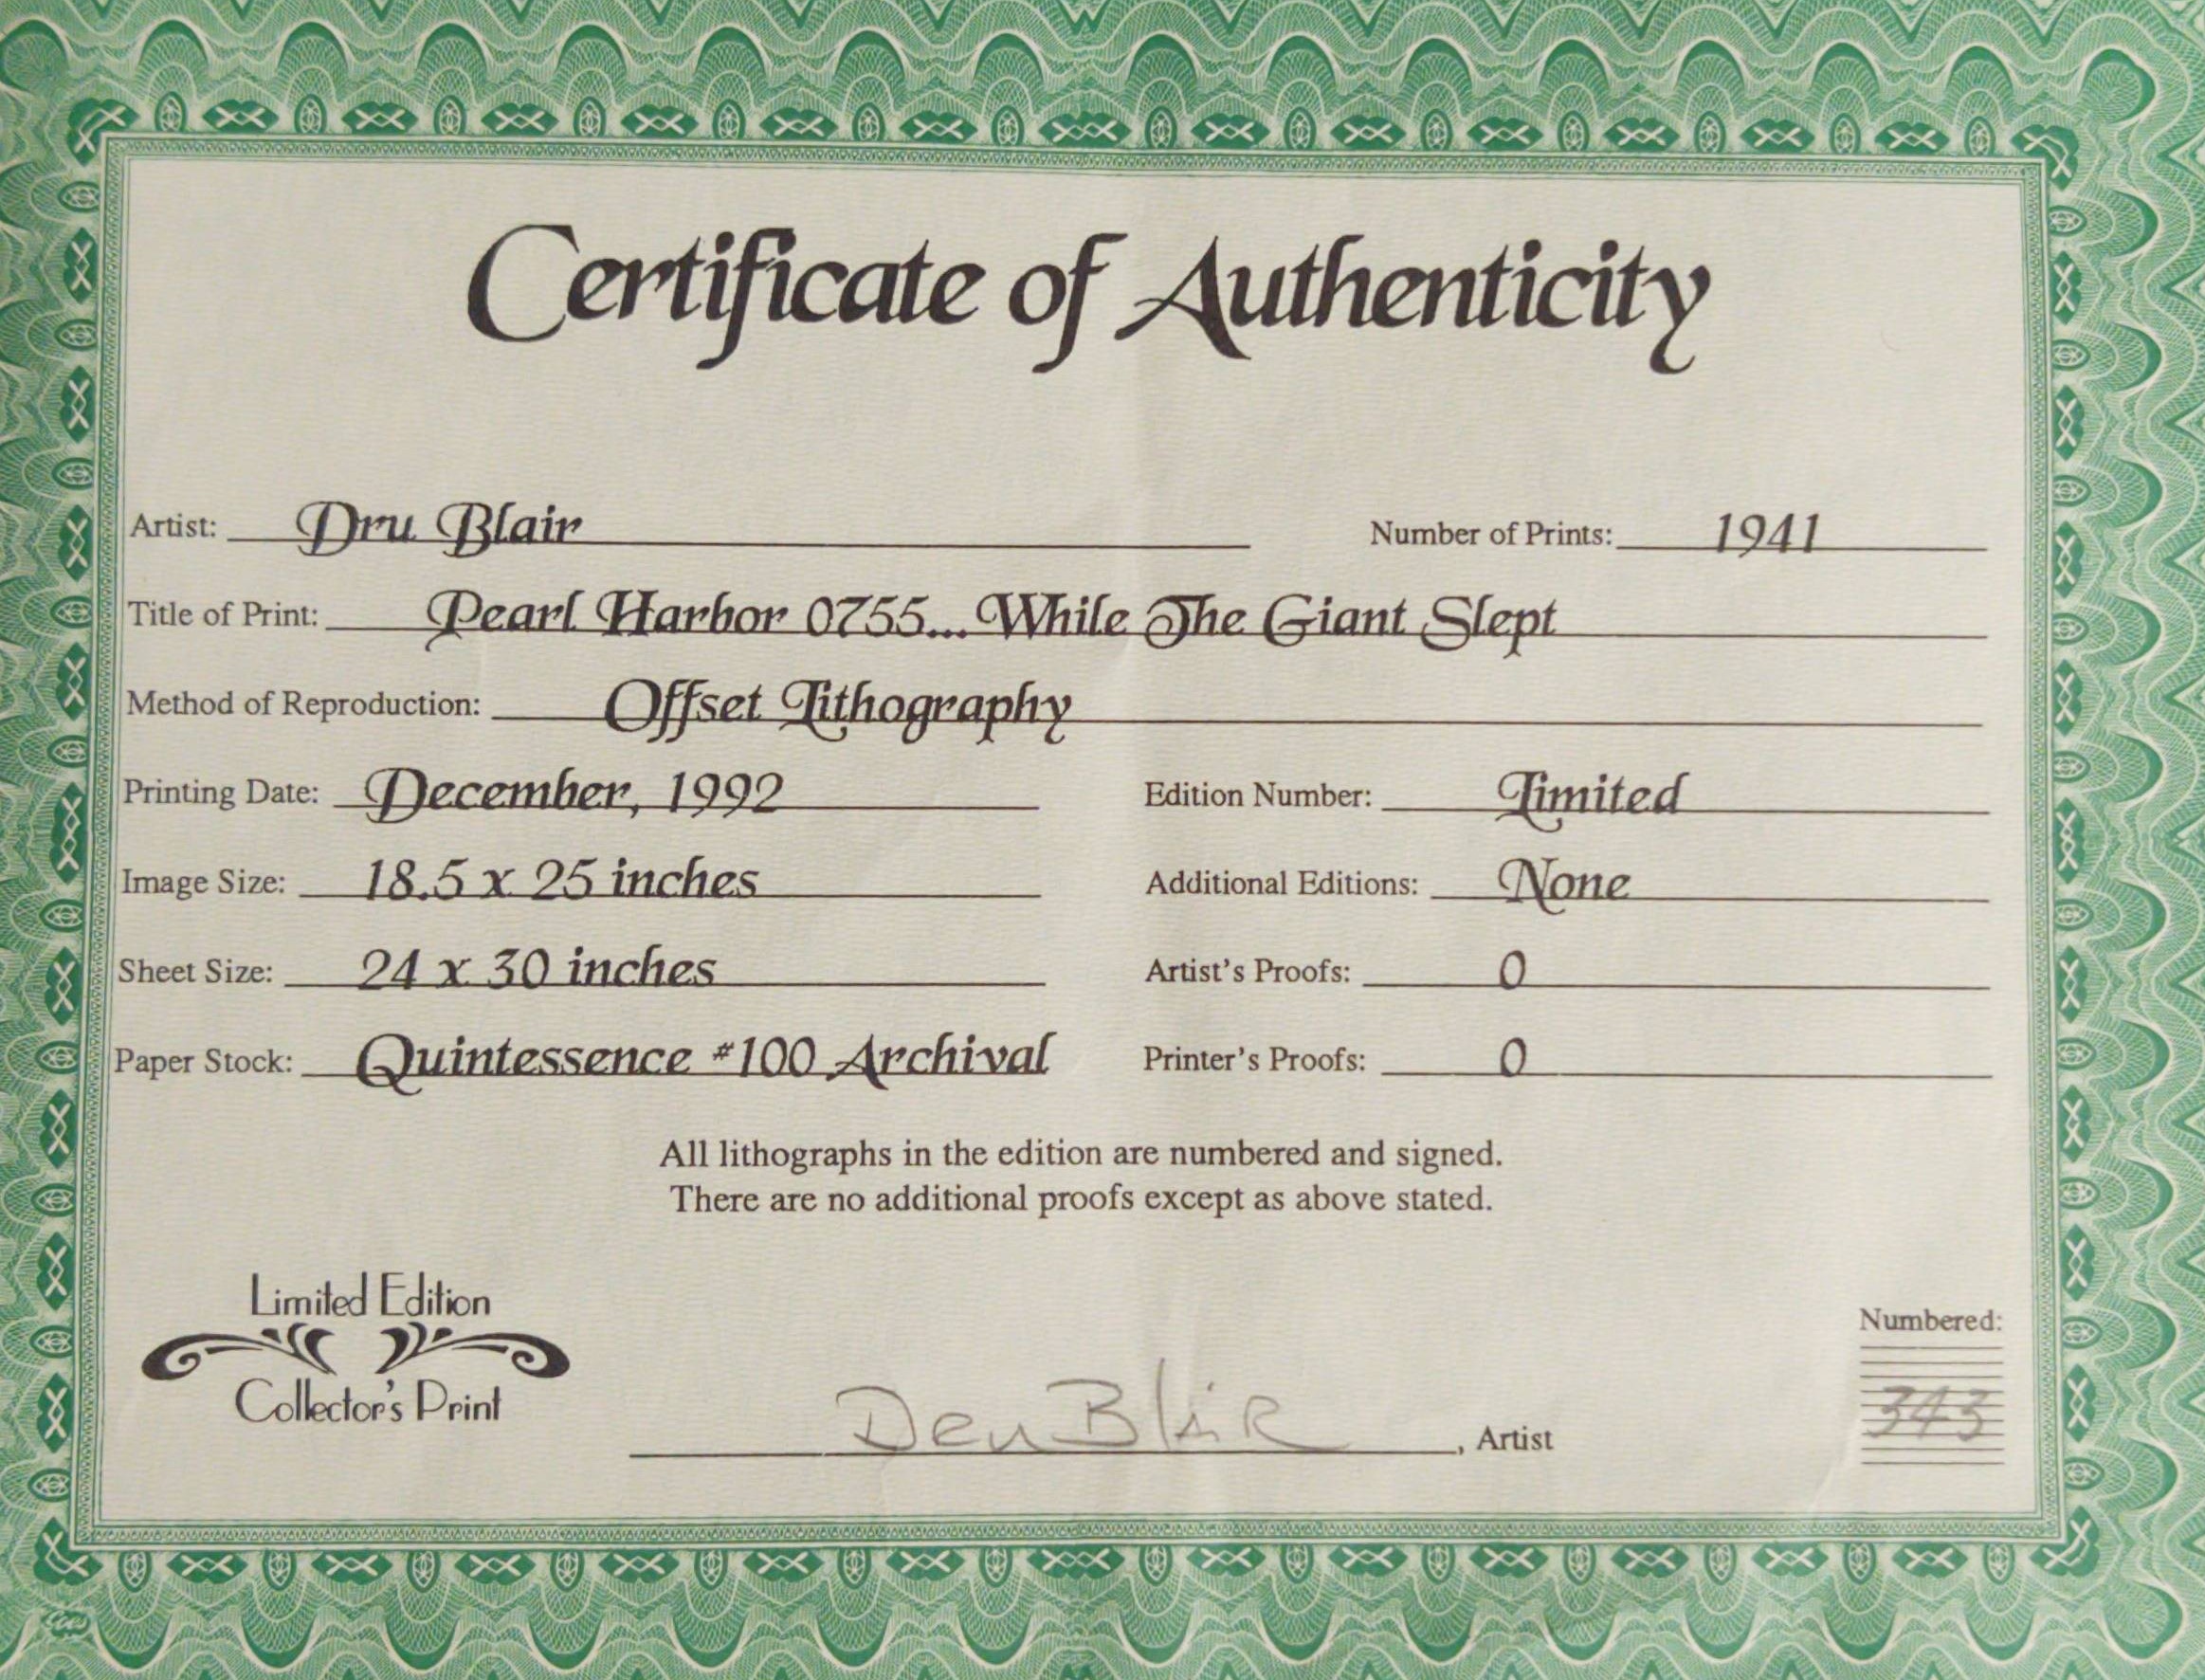 Certificate of Authenticity
Artist: Dru Blair Number of Prints: 1941
Title of Print: Pearl Harbor 0755... While The Giant Slept
Method of Reproduction: Offset Lithography
Printing Date: December, 1992 Edition Number: Limited
Image Size: 18.5 x 25 inches Additional Editions: None
Sheet Size: 24 x 30 inches Artist's Proofs: 0
Paper Stock: Quintessence #100 Archival Printer's Proofs: 0
All lithographs in the edition are numbered and signed.
There are no additional proofs except as above stated.
Limited Edition
Collector's Print
Numbered:
343
Dru Blair, Artist